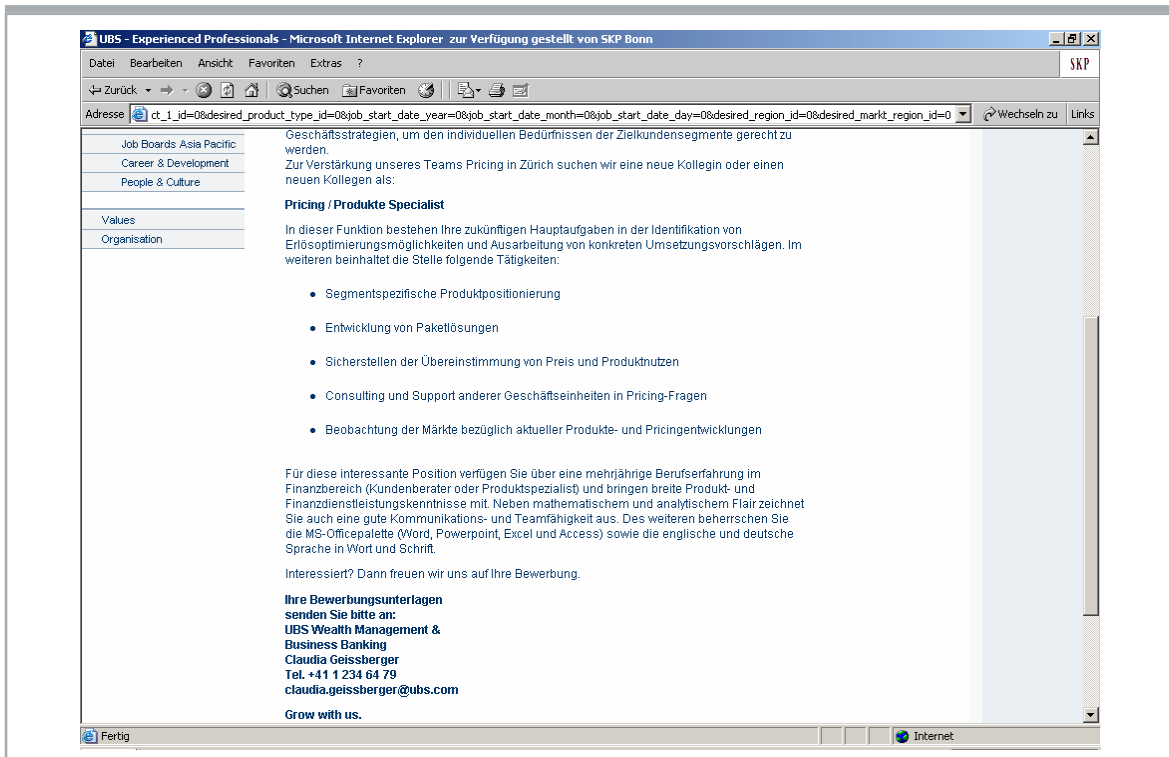 UBS - Experienced Professionals - Microsoft Internet Explorer zur Verfügung gestellt von SKP Bonn
Datei Bearbeiten Ansicht Favoriten Extras ?
SKP
Zurück Suchen Favoriten
Adresse ct_1_id=0&desired_product_type_id=0&job_start_date_year=0&job_start_date_month=0&job_start_date_day=0&desired_region_id=0&desired_markt_region_id=0 Wechseln zu Links
Job Boards Asia Pacific
Career & Development
People & Culture
Values
Organisation
Geschäftsstrategien, um den individuellen Bedürfnissen der Zielkundensegmente gerecht zu
werden.
Zur Verstärkung unseres Teams Pricing in Zürich suchen wir eine neue Kollegin oder einen
neuen Kollegen als:
Pricing / Produkte Specialist
In dieser Funktion bestehen Ihre zukünftigen Hauptaufgaben in der Identifikation von
Erlösoptimierungsmöglichkeiten und Ausarbeitung von konkreten Umsetzungsvorschlägen. Im
weiteren beinhaltet die Stelle folgende Tätigkeiten:
• Segmentspezifische Produktpositionierung
• Entwicklung von Paketlösungen
• Sicherstellen der Übereinstimmung von Preis und Produktnutzen
• Consulting und Support anderer Geschäftseinheiten in Pricing-Fragen
• Beobachtung der Märkte bezüglich aktueller Produkte- und Pricingentwicklungen
Für diese interessante Position verfügen Sie über eine mehrjährige Berufserfahrung im
Finanzbereich (Kundenberater oder Produktspezialist) und bringen breite Produkt- und
Finanzdienstleistungskenntnisse mit. Neben mathematischem und analytischem Flair zeichnet
Sie auch eine gute Kommunikations- und Teamfähigkeit aus. Des weiteren beherrschen Sie
die MS-Officepalette (Word, Powerpoint, Excel und Access) sowie die englische und deutsche
Sprache in Wort und Schrift.
Interessiert? Dann freuen wir uns auf Ihre Bewerbung.
Ihre Bewerbungsunterlagen
senden Sie bitte an:
UBS Wealth Management &
Business Banking
Claudia Geissberger
Tel. +41 1 234 64 79
claudia.geissberger@ubs.com
Grow with us.
Fertig
Internet